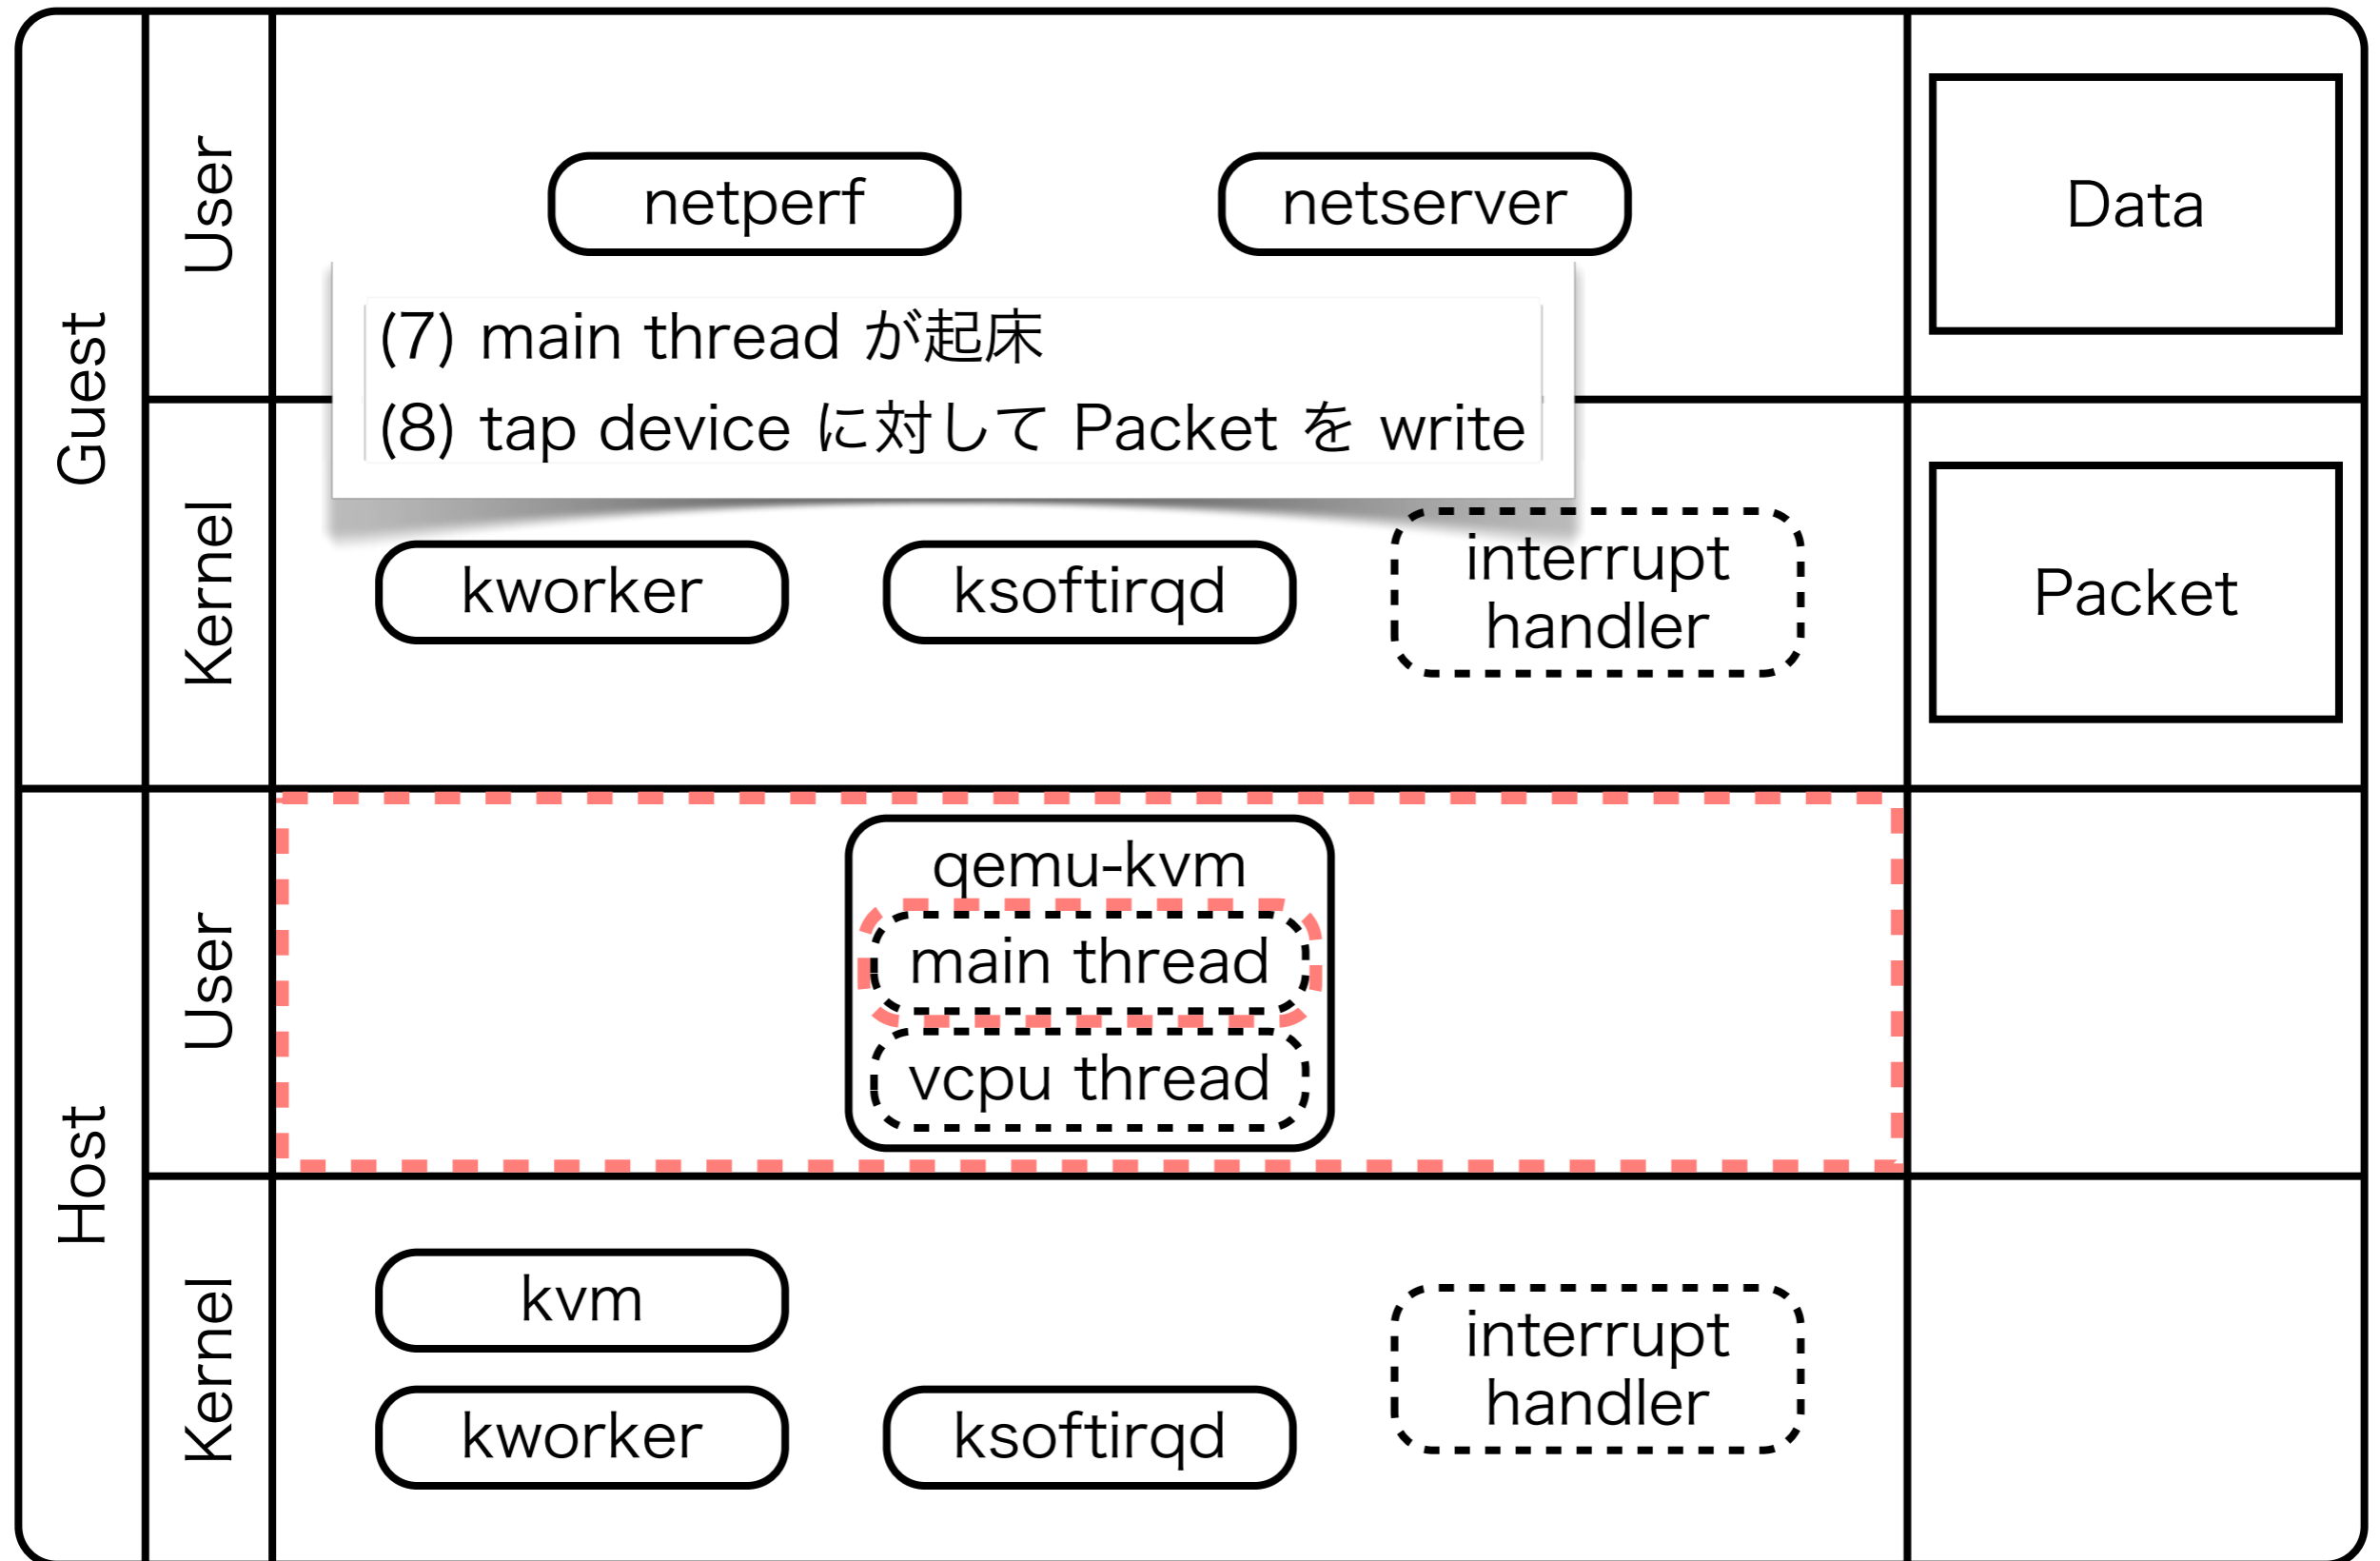 Guest
User
netperf
netserver
Data
(7) main thread が起床
(8) tap device に対して Packet を write
Kernel
kworker
ksoftirqd
interrupt
handler
Packet
Host
User
qemu-kvm
main thread
vcpu thread
Kernel
kvm
kworker
ksoftirqd
interrupt
handler